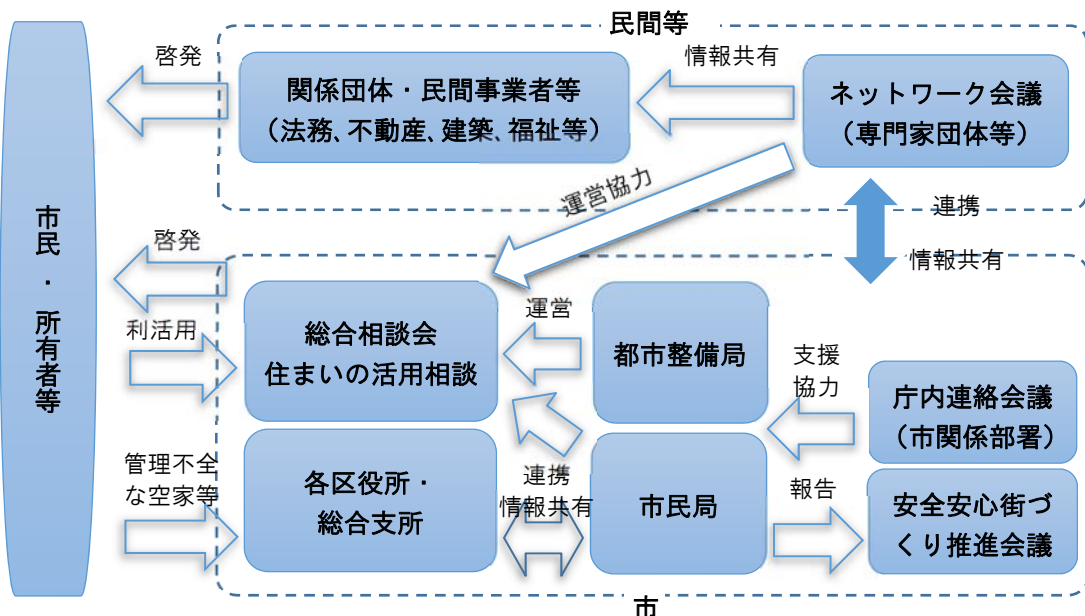 民間等
啓発
関係団体・民間事業者等
（法務、不動産、建築、福祉等）
情報共有
ネットワーク会議
（専門家団体等）
運営協力
連携
情報共有
市民・所有者等
啓発
利活用
総合相談会
住まいの活用相談
運営
都市整備局
支援
協力
庁内連絡会議
（市関係部署）
管理不全
な空家等
各区役所・
総合支所
連携
情報共有
市民局
報告
安全安心街づ
くり推進会議
市